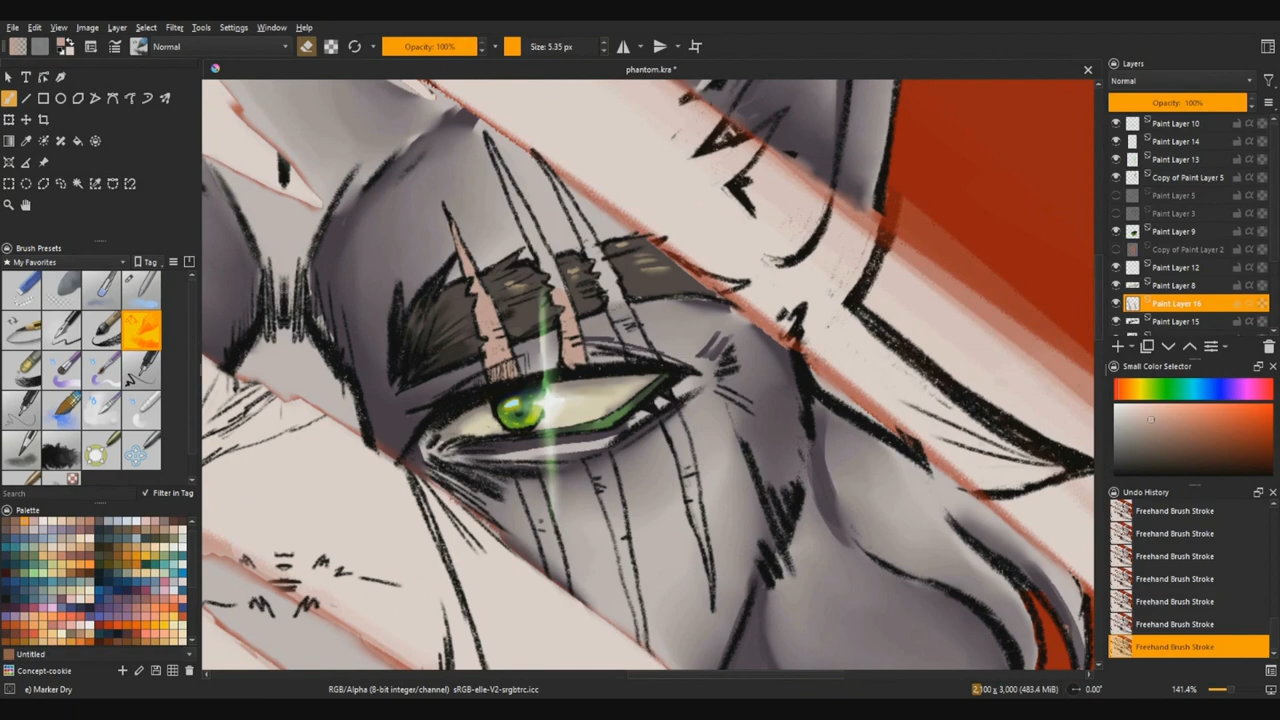 File Edit View Image Layer Select Filter Tools Settings Window Help
Normal Opacity: 100% Size: 5.35 px
phantom.kra *
Layers
Normal
Opacity: 100%
Paint Layer 10
Paint Layer 14
Paint Layer 13
Copy of Paint Layer 5
Paint Layer 5
Paint Layer 3
Paint Layer 9
Copy of Paint Layer 2
Paint Layer 12
Paint Layer 8
Paint Layer 16
Paint Layer 15
Small Color Selector
Undo History
Freehand Brush Stroke
Freehand Brush Stroke
Freehand Brush Stroke
Freehand Brush Stroke
Freehand Brush Stroke
Freehand Brush Stroke
Freehand Brush Stroke
Brush Presets
My Favorites Tag
Search Filter in Tag
Palette
Untitled
Concept-cookie
e) Marker Dry RGB/Alpha (8-bit integer/channel) sRGB-elle-V2-srgbtrc.icc 2,100 x 3,000 (483.4 MiB) 0.00° 141.4%